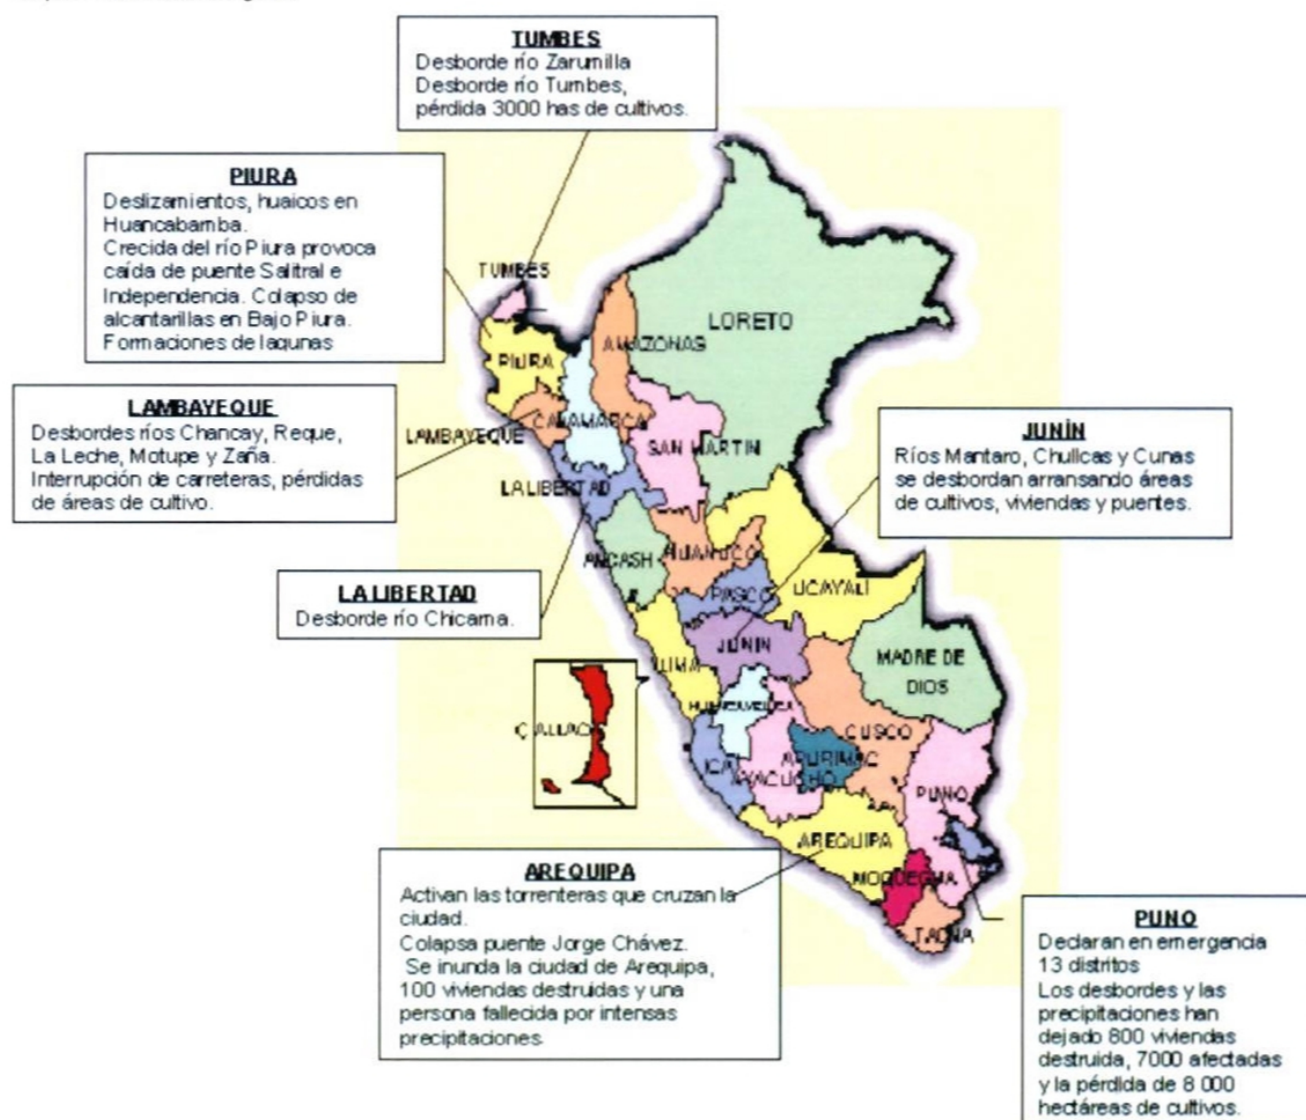 TUMBES
Desborde río Zarumilla
Desborde río Tumbes,
pérdida 3000 has de cultivos.
PIURA
Deslizamientos, huaicos en
Huancabamba.
Crecida del río Piura provoca
caída de puente Salitral e
Independencia. Colapso de
alcantarillas en Bajo Piura.
Formaciones de lagunas
LAMBAYEQUE
Desbordes ríos Chancay, Reque,
La Leche, Motupe y Zaña.
Interrupción de carreteras, pérdidas
de áreas de cultivo.
JUNÍN
Ríos Mantaro, Chullcas y Cunas
se desbordan arransando áreas
de cultivos, viviendas y puentes.
LA LIBERTAD
Desborde río Chicama.
TUMBES
LORETO
AMAZONAS
PIURA
LAMBAYEQUE
CAJAMARCA
SAN MARTIN
LA LIBERTAD
ANCASH
HUANUCO
PASCO
UCAYALI
JUNIN
LIMA
MADRE DE
DIOS
HUANCAVELICA
CALLAO
CUSCO
ICA
APURIMAC
AYACUCHO
PUNO
AREQUIPA
MOQUEGUA
TACNA
AREQUIPA
Activan las torrenteras que cruzan la
ciudad.
Colapsa puente Jorge Chávez.
Se inunda la ciudad de Arequipa,
100 viviendas destruidas y una
persona fallecida por intensas
precipitaciones
PUNO
Declaran en emergencia
13 distritos
Los desbordes y las
precipitaciones han
dejado 800 viviendas
destruida, 7000 afectadas
y la pérdida de 8 000
hectáreas de cultivos.